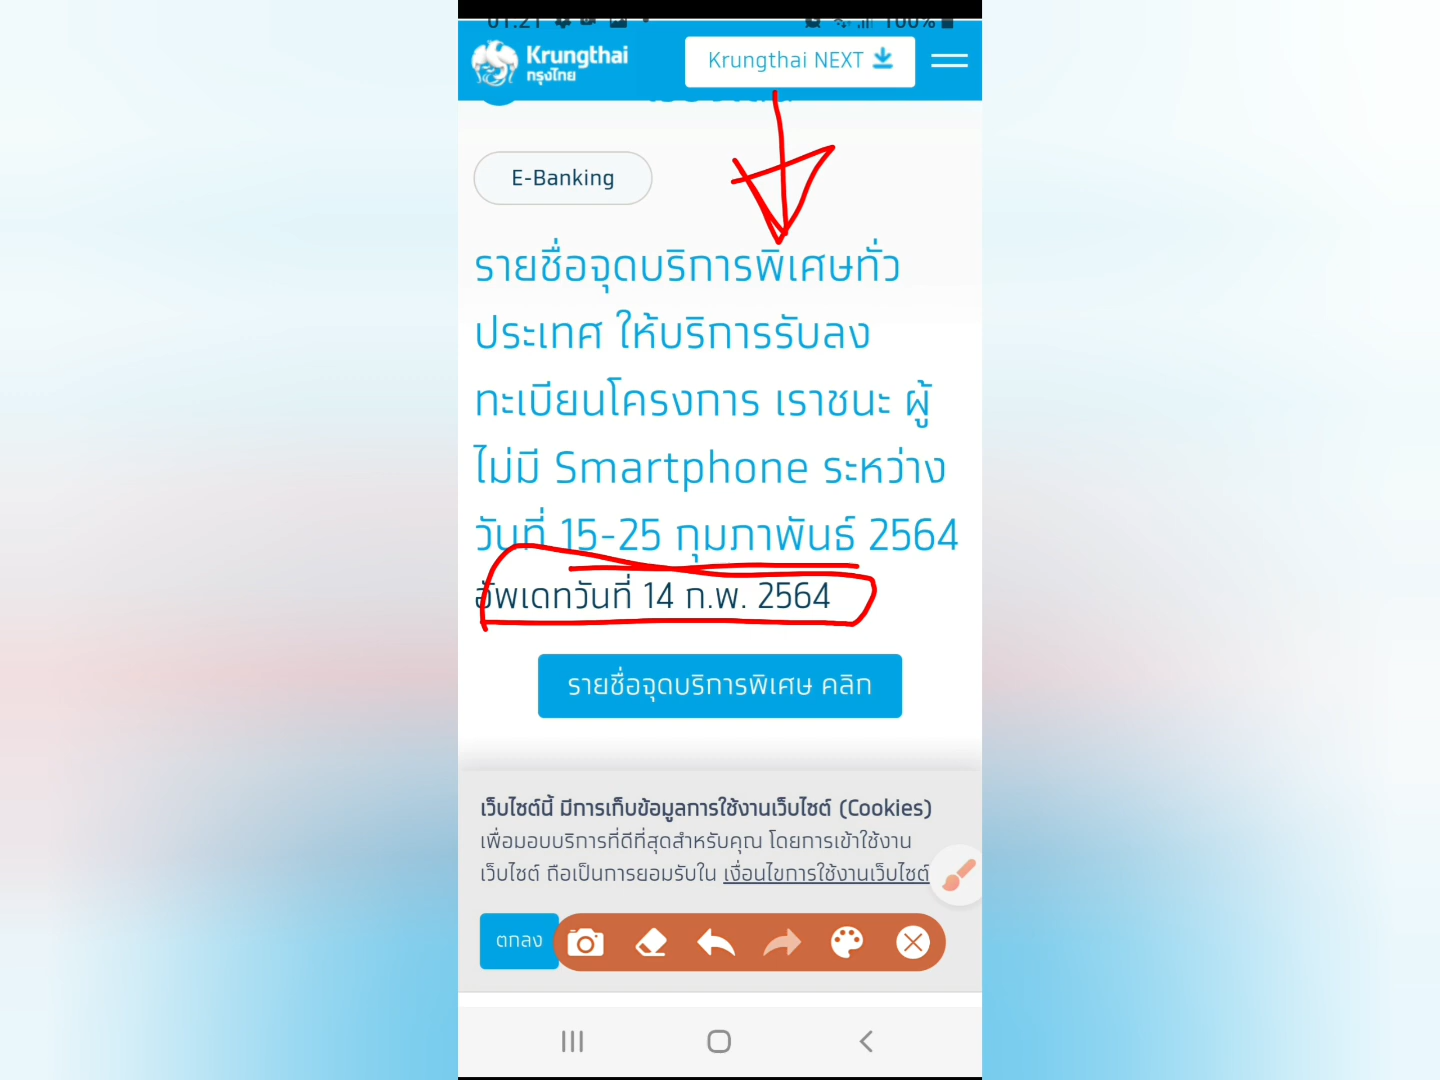 01:21
100%
Krungthai
กรุงไทย
Krungthai NEXT
E-Banking
รายชื่อจุดบริการพิเศษทั่ว
ประเทศ ให้บริการรับลง
ทะเบียนโครงการ เราชนะ ผู้
ไม่มี Smartphone ระหว่าง
วันที่ 15-25 กุมภาพันธ์ 2564
อัพเดทวันที่ 14 ก.พ. 2564
รายชื่อจุดบริการพิเศษ คลิก
เว็บไซต์นี้ มีการเก็บข้อมูลการใช้งานเว็บไซต์ (Cookies)
เพื่อมอบบริการที่ดีที่สุดสำหรับคุณ โดยการเข้าใช้งาน
เว็บไซต์ ถือเป็นการยอมรับใน เงื่อนไขการใช้งานเว็บไซต์
ตกลง